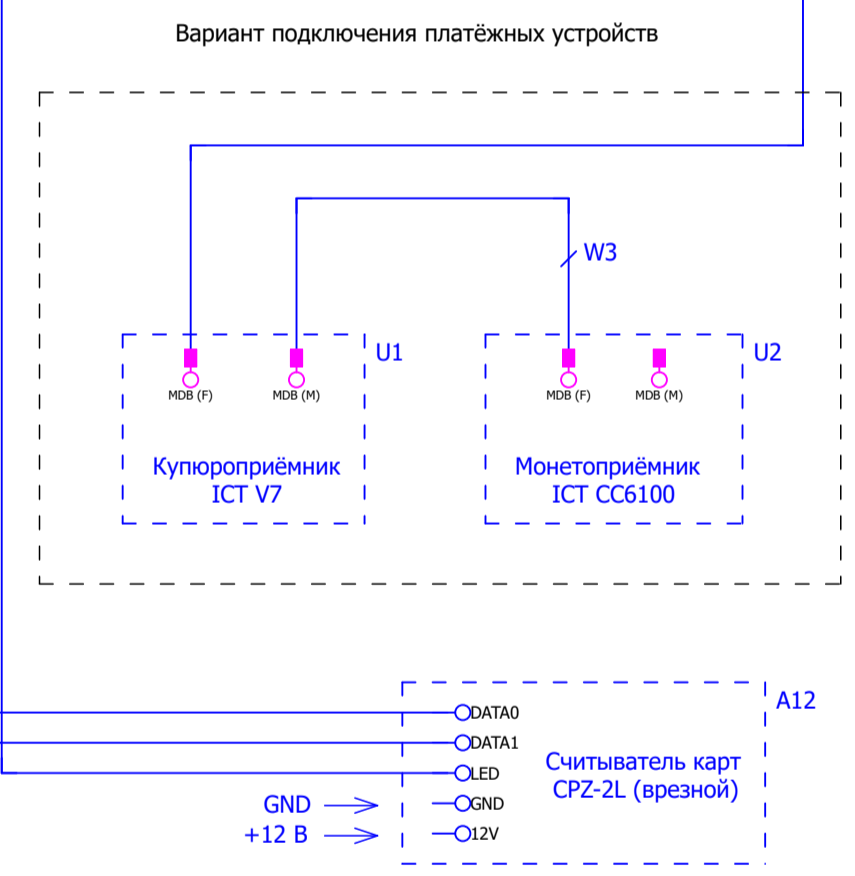 Вариант подключения платёжных устройств
W3
U1
U2
MDB (F)
MDB (M)
MDB (F)
MDB (M)
Купюроприёмник
ICT V7
Монетоприёмник
ICT CC6100
A12
DATA0
DATA1
LED
GND
GND
+12 В
12V
Считыватель карт
CPZ-2L (врезной)